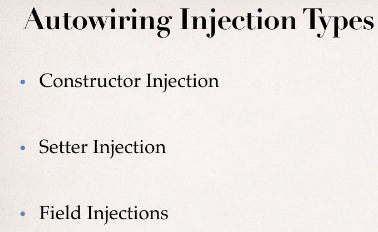 Autowiring Injection Types
• Constructor Injection
• Setter Injection
• Field Injections